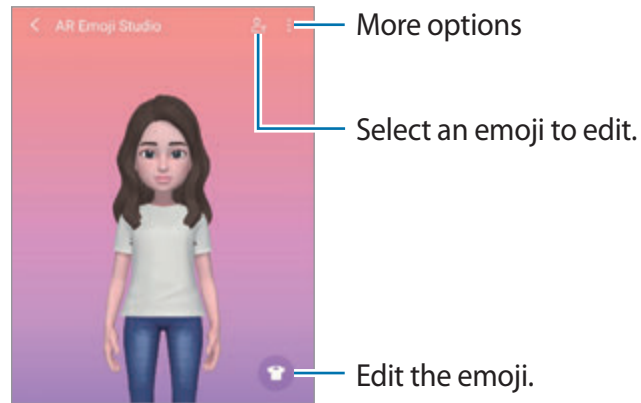 AR Emoji Studio
More options
Select an emoji to edit.
Edit the emoji.